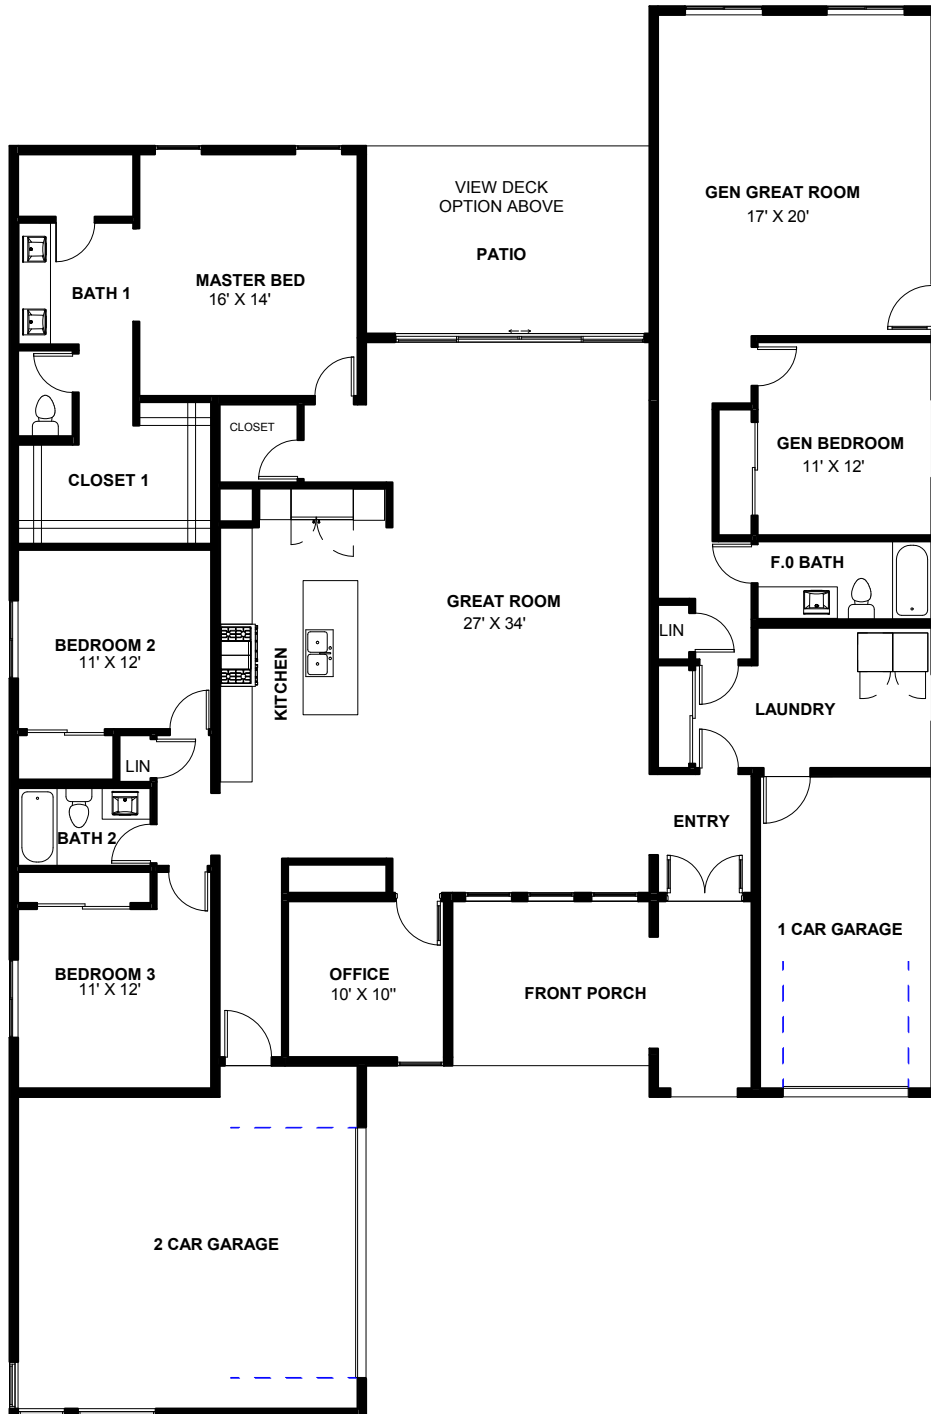 VIEW DECK
OPTION ABOVE
PATIO
GEN GREAT ROOM
17' X 20'
MASTER BED
16' X 14'
BATH 1
CLOSET
CLOSET 1
GEN BEDROOM
11' X 12'
F.0 BATH
GREAT ROOM
27' X 34'
LIN
BEDROOM 2
11' X 12'
KITCHEN
LAUNDRY
LIN
BATH 2
ENTRY
1 CAR GARAGE
BEDROOM 3
11' X 12'
OFFICE
10' X 10"
FRONT PORCH
2 CAR GARAGE